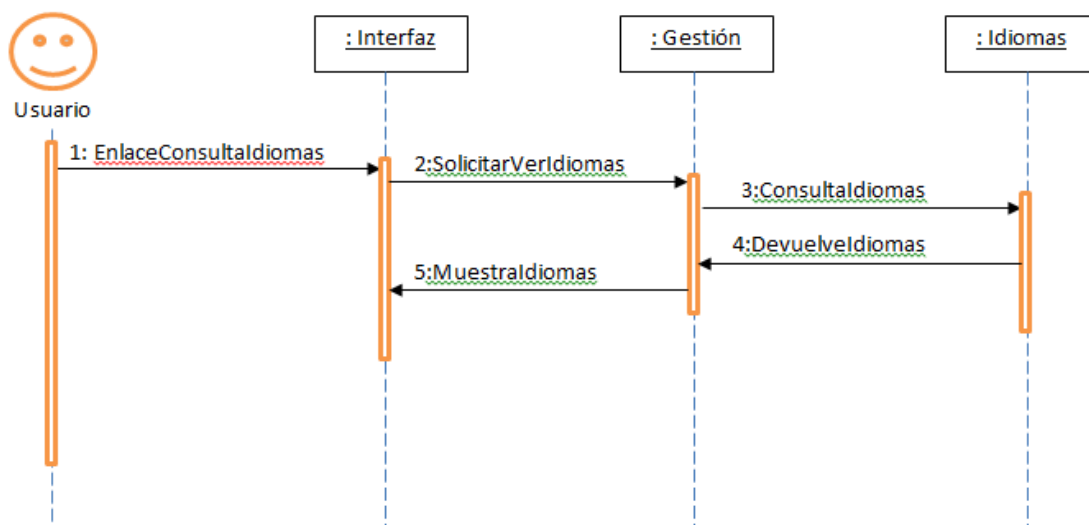 : Interfaz
: Gestión
: Idiomas
Usuario
1: EnlaceConsultaIdiomas
2:SolicitarVerIdiomas
3:ConsultaIdiomas
4:DevuelveIdiomas
5:MuestraIdiomas